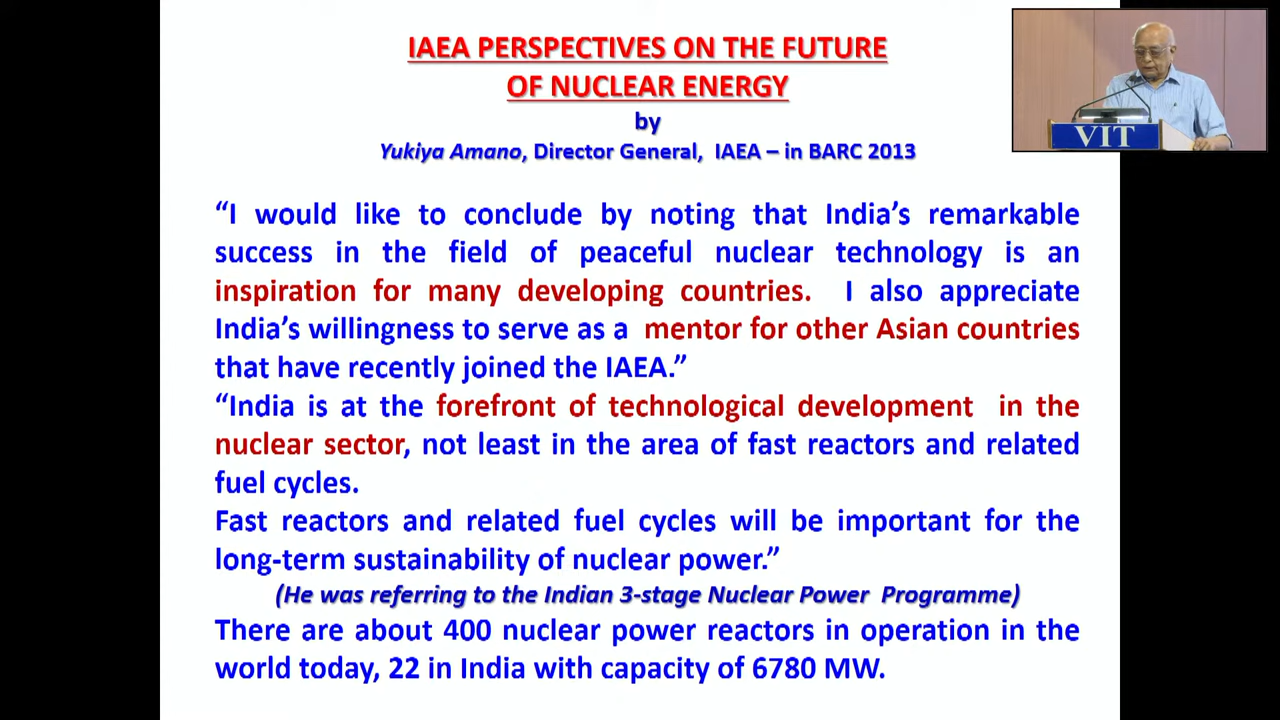 IAEA PERSPECTIVES ON THE FUTURE
OF NUCLEAR ENERGY
by
Yukiya Amano, Director General, IAEA – in BARC 2013
VIT
“I would like to conclude by noting that India’s remarkable
success in the field of peaceful nuclear technology is an
inspiration for many developing countries. I also appreciate
India’s willingness to serve as a mentor for other Asian countries
that have recently joined the IAEA.”
“India is at the forefront of technological development in the
nuclear sector, not least in the area of fast reactors and related
fuel cycles.
Fast reactors and related fuel cycles will be important for the
long-term sustainability of nuclear power.”
(He was referring to the Indian 3-stage Nuclear Power Programme)
There are about 400 nuclear power reactors in operation in the
world today, 22 in India with capacity of 6780 MW.